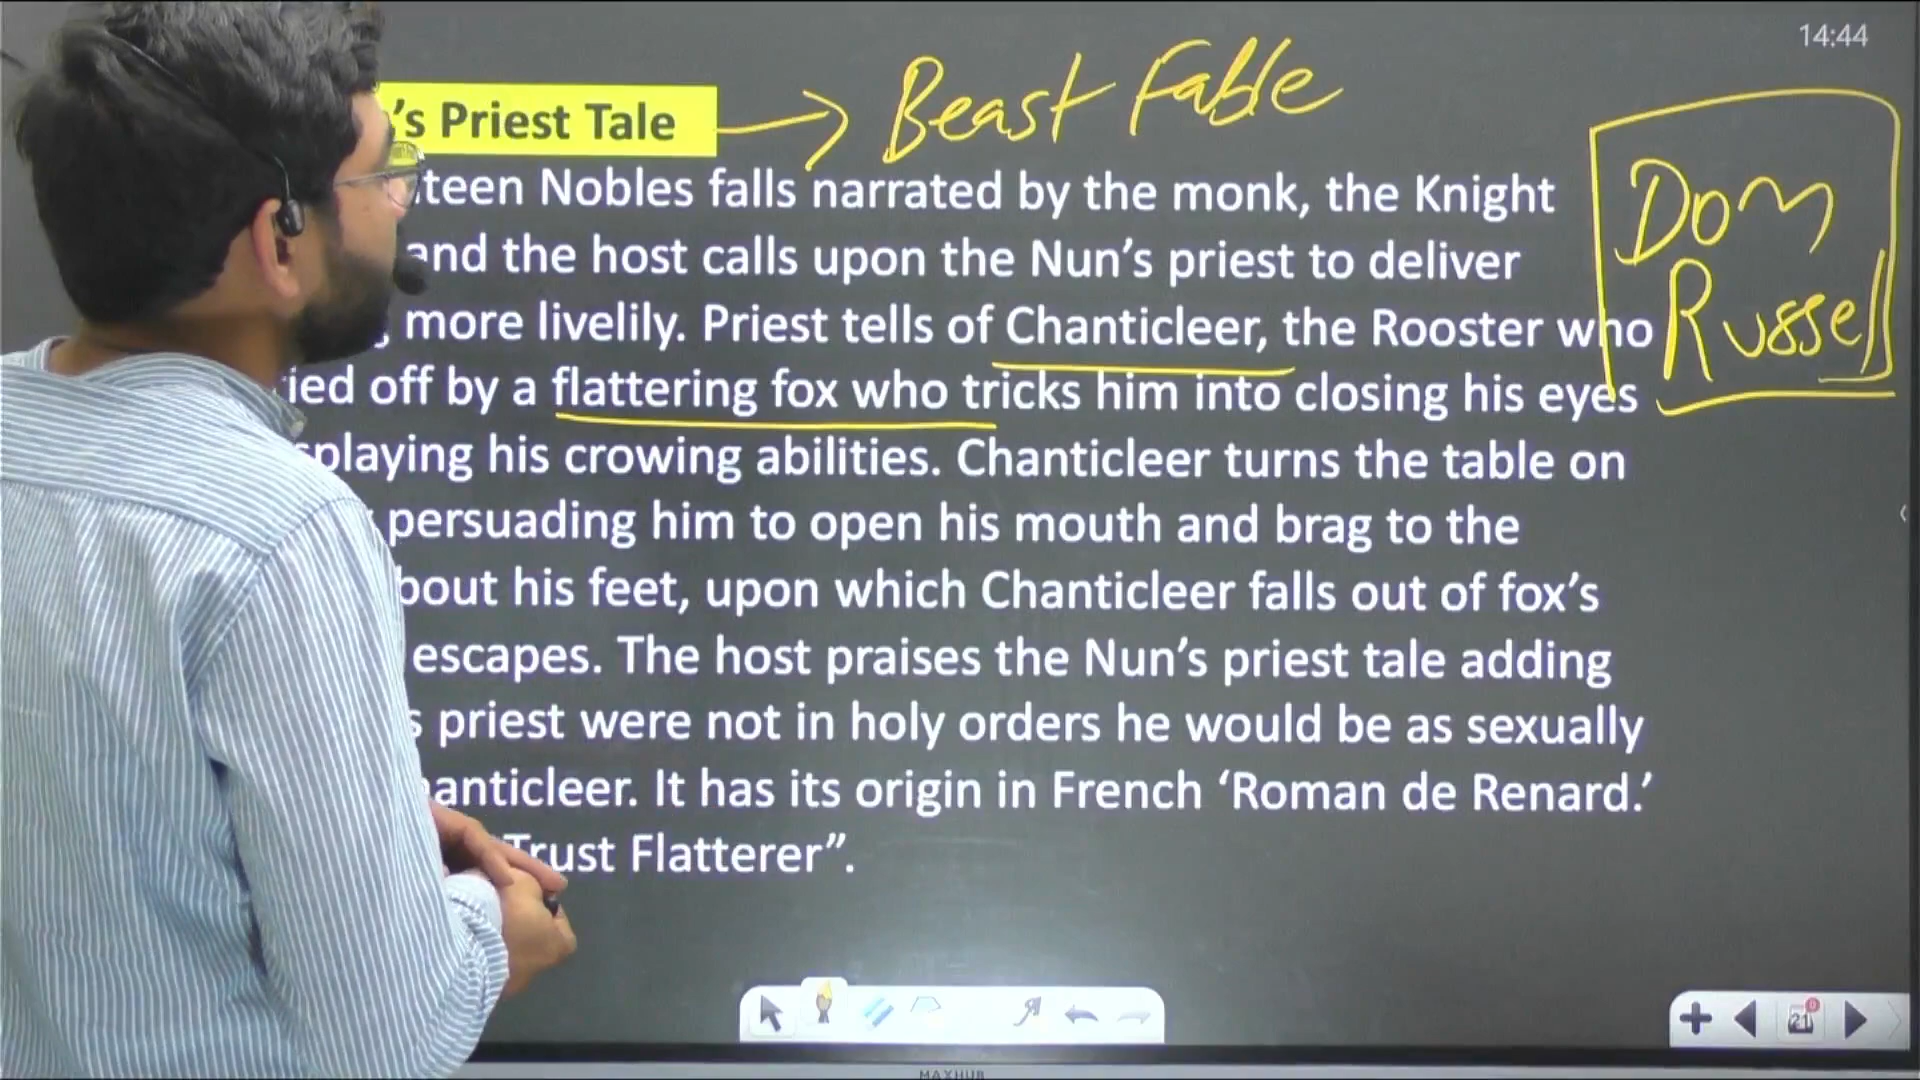 14:44
’s Priest Tale → Beast Fable
Dom
Russell
teen Nobles falls narrated by the monk, the Knight
and the host calls upon the Nun’s priest to deliver
more livelily. Priest tells of Chanticleer, the Rooster who
ied off by a flattering fox who tricks him into closing his eyes
splaying his crowing abilities. Chanticleer turns the table on
persuading him to open his mouth and brag to the
bout his feet, upon which Chanticleer falls out of fox’s
escapes. The host praises the Nun’s priest tale adding
s priest were not in holy orders he would be as sexually
hanticleer. It has its origin in French ‘Roman de Renard.’
Trust Flatterer”.
21
MAXHUB